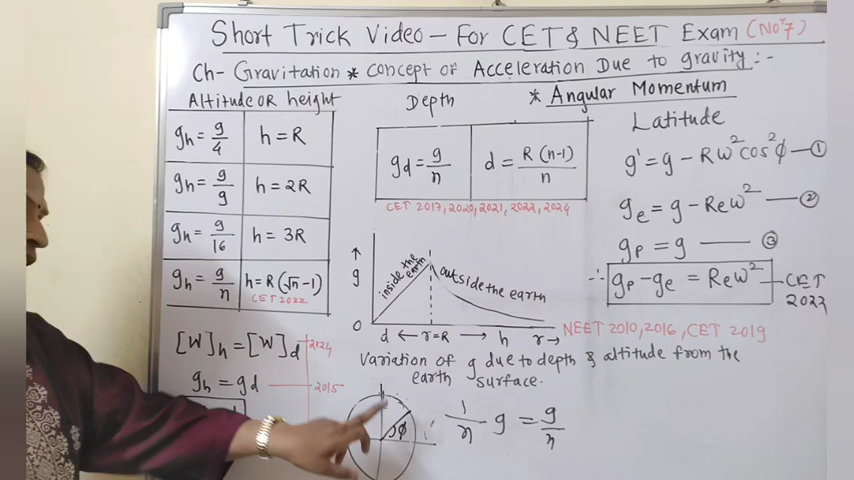 Short Trick Video - For CET & NEET Exam (No 7)
Ch- Gravitation * concept of Acceleration Due to gravity :-
* Angular Momentum
Altitude OR height
gh = g/4 h = R
gh = g/9 h = 2R
gh = g/16 h = 3R
gh = g/n h = R(√n - 1)
CET 2022
[W]h = [W]d 2024
gh = gd 2015
Depth
gd = g/n d = R(n-1)/n
CET 2017, 2020, 2021, 2022, 2024
g
inside the earth
outside the earth
0
d ← r=R → h r→
NEET 2010, 2016, CET 2019
Variation of g due to depth & altitude from the
earth surface.
φ
1/n g = g/n
Latitude
g' = g - Rω²cos²φ — ①
ge = g - Reω² — ②
gp = g — ③
∴ gp - ge = Reω² — CET